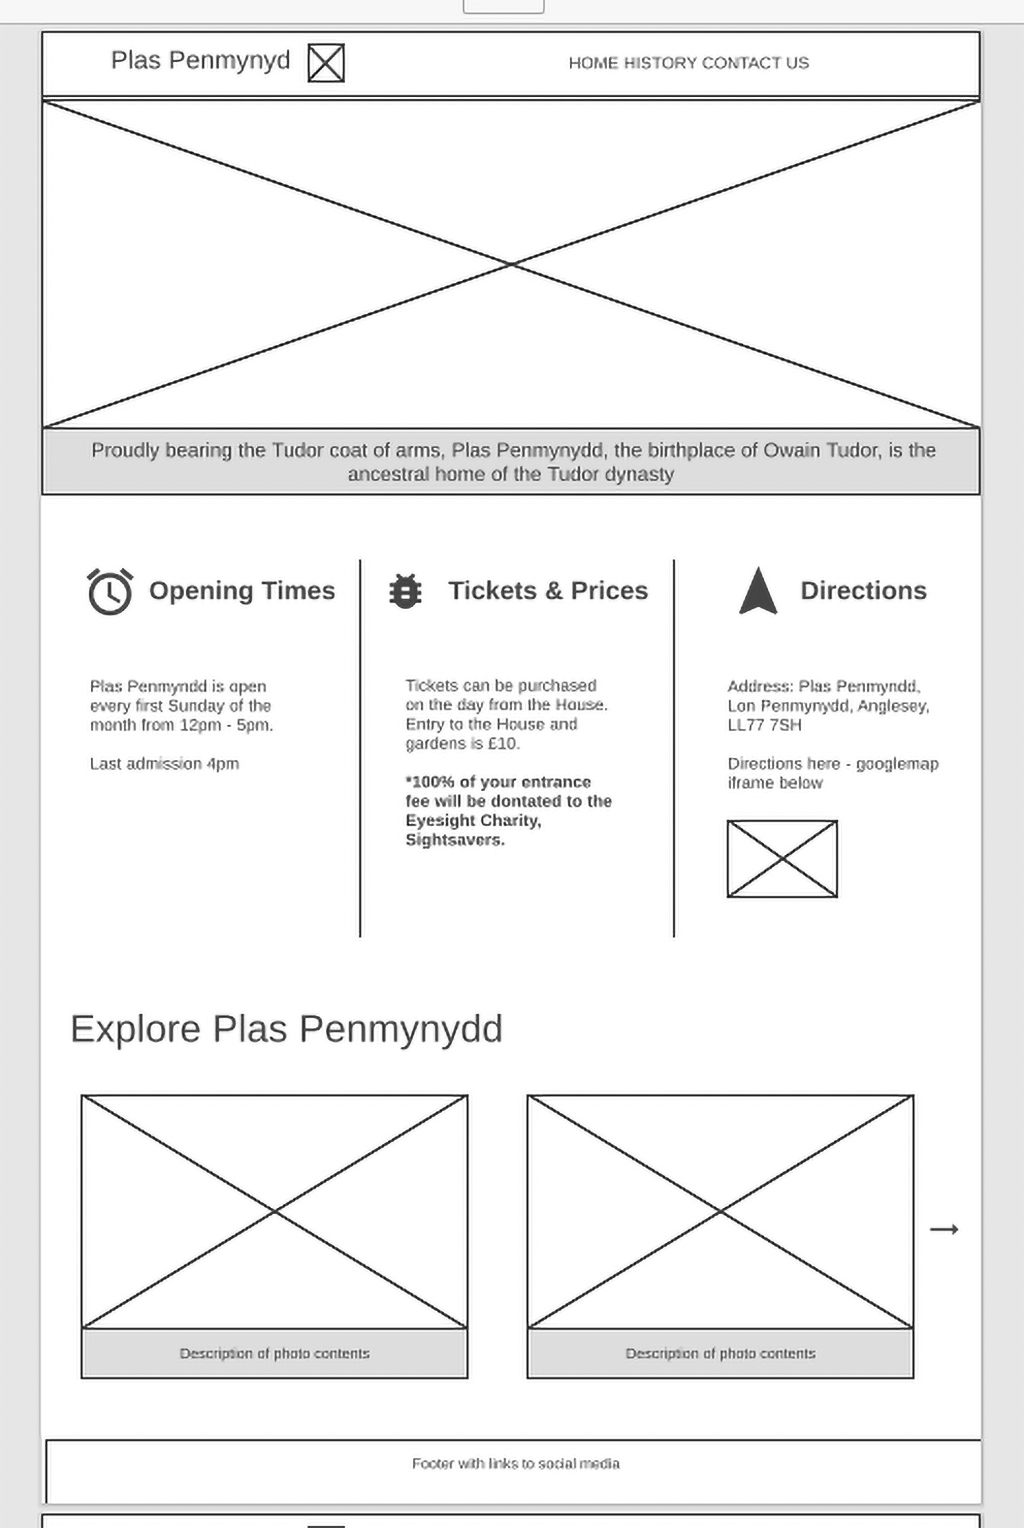 Plas Penmynyd
HOME HISTORY CONTACT US
Proudly bearing the Tudor coat of arms, Plas Penmynydd, the birthplace of Owain Tudor, is the
ancestral home of the Tudor dynasty
Opening Times
Plas Penmyndd is open
every first Sunday of the
month from 12pm - 5pm.
Last admission 4pm
Tickets & Prices
Tickets can be purchased
on the day from the House.
Entry to the House and
gardens is £10.
*100% of your entrance
fee will be dontated to the
Eyesight Charity,
Sightsavers.
Directions
Address: Plas Penmyndd,
Lon Penmynydd, Anglesey,
LL77 7SH
Directions here - googlemap
iframe below
Explore Plas Penmynydd
Description of photo contents
Description of photo contents
Footer with links to social media